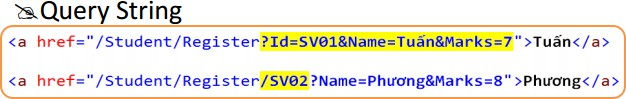 Query String
<a href="/Student/Register?Id=SV01&Name=Tuấn&Marks=7">Tuấn</a>
<a href="/Student/Register/SV02?Name=Phương&Marks=8">Phương</a>